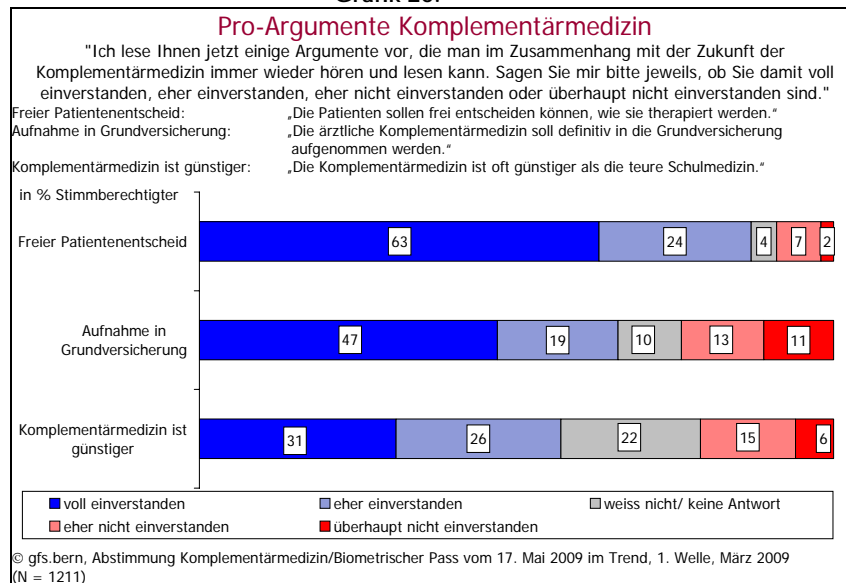 Pro-Argumente Komplementärmedizin
"Ich lese Ihnen jetzt einige Argumente vor, die man im Zusammenhang mit der Zukunft der
Komplementärmedizin immer wieder hören und lesen kann. Sagen Sie mir bitte jeweils, ob Sie damit voll
einverstanden, eher einverstanden, eher nicht einverstanden oder überhaupt nicht einverstanden sind."
Freier Patientenentscheid: „Die Patienten sollen frei entscheiden können, wie sie therapiert werden.“
Aufnahme in Grundversicherung: „Die ärztliche Komplementärmedizin soll definitiv in die Grundversicherung
aufgenommen werden.“
Komplementärmedizin ist günstiger: „Die Komplementärmedizin ist oft günstiger als die teure Schulmedizin.“
in % Stimmberechtigter
Freier Patientenentscheid 63 24 4 7 2
Aufnahme in
Grundversicherung 47 19 10 13 11
Komplementärmedizin ist
günstiger 31 26 22 15 6
voll einverstanden eher einverstanden weiss nicht/ keine Antwort
eher nicht einverstanden überhaupt nicht einverstanden
© gfs.bern, Abstimmung Komplementärmedizin/Biometrischer Pass vom 17. Mai 2009 im Trend, 1. Welle, März 2009
(N = 1211)